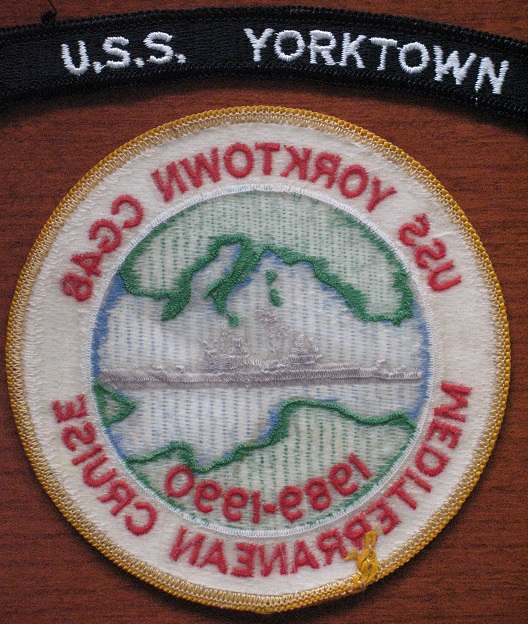 U.S.S. YORKTOWN
USS YORKTOWN CG48
1989-1990
MEDITERRANEAN CRUISE